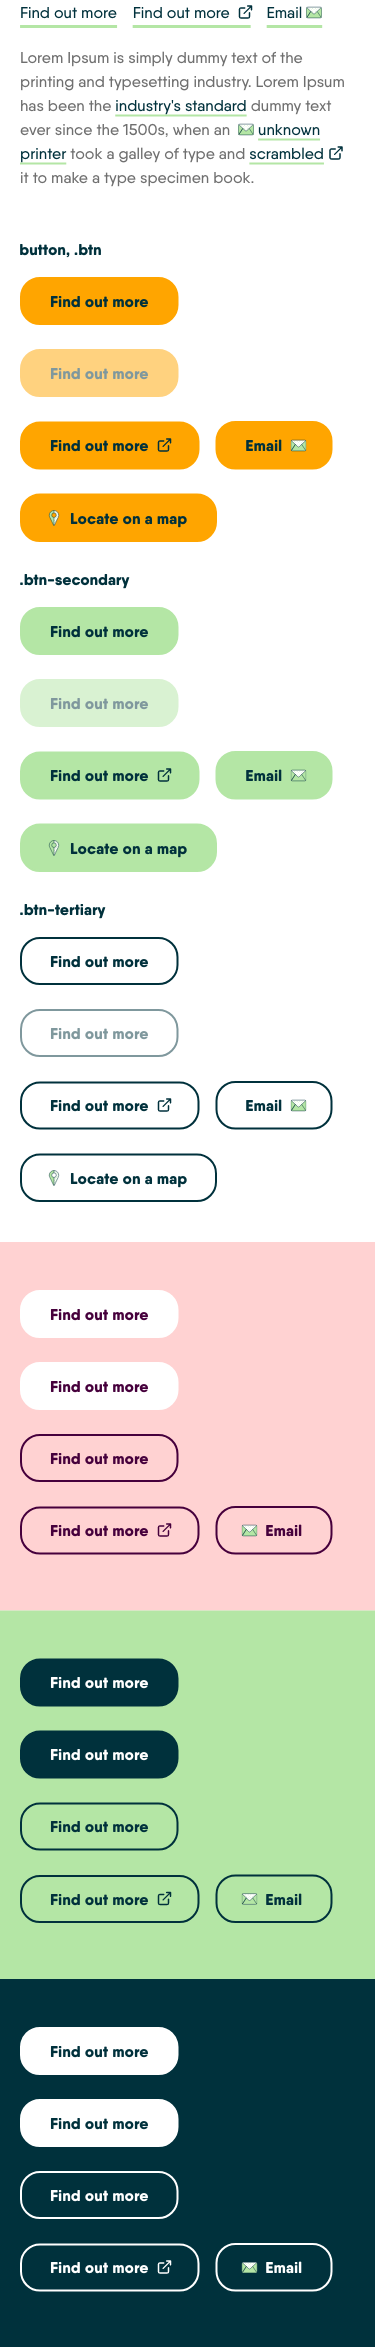 Find out more Find out more Email
Lorem Ipsum is simply dummy text of the
printing and typesetting industry. Lorem Ipsum
has been the industry's standard dummy text
ever since the 1500s, when an unknown
printer took a galley of type and scrambled
it to make a type specimen book.
button, .btn
Find out more
Find out more
Find out more Email
Locate on a map
.btn-secondary
Find out more
Find out more
Find out more Email
Locate on a map
.btn-tertiary
Find out more
Find out more
Find out more Email
Locate on a map
Find out more
Find out more
Find out more
Find out more Email
Find out more
Find out more
Find out more
Find out more Email
Find out more
Find out more
Find out more
Find out more Email